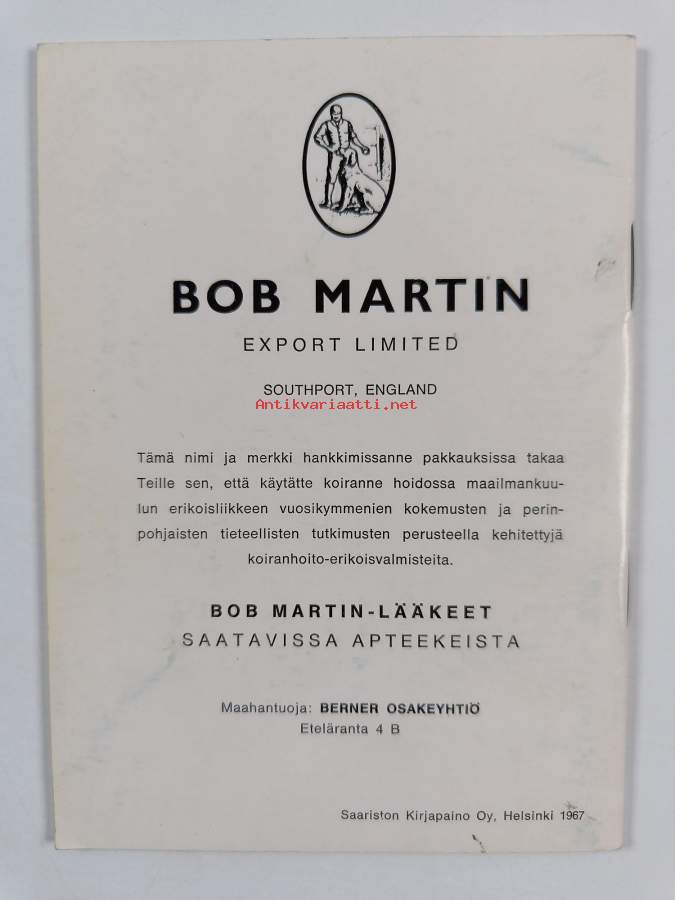 BOB MARTIN
EXPORT LIMITED
SOUTHPORT, ENGLAND
Antikvariaatti.net
Tämä nimi ja merkki hankkimissanne pakkauksissa takaa
Teille sen, että käytätte koiranne hoidossa maailmankuu-
lun erikoisliikkeen vuosikymmenien kokemusten ja perin-
pohjaisten tieteellisten tutkimusten perusteella kehitettyjä
koiranhoito-erikoisvalmisteita.
BOB MARTIN-LÄÄKEET
SAATAVISSA APTEEKEISTA
Maahantuoja: BERNER OSAKEYHTIÖ
Eteläranta 4 B
Saariston Kirjapaino Oy, Helsinki 1967